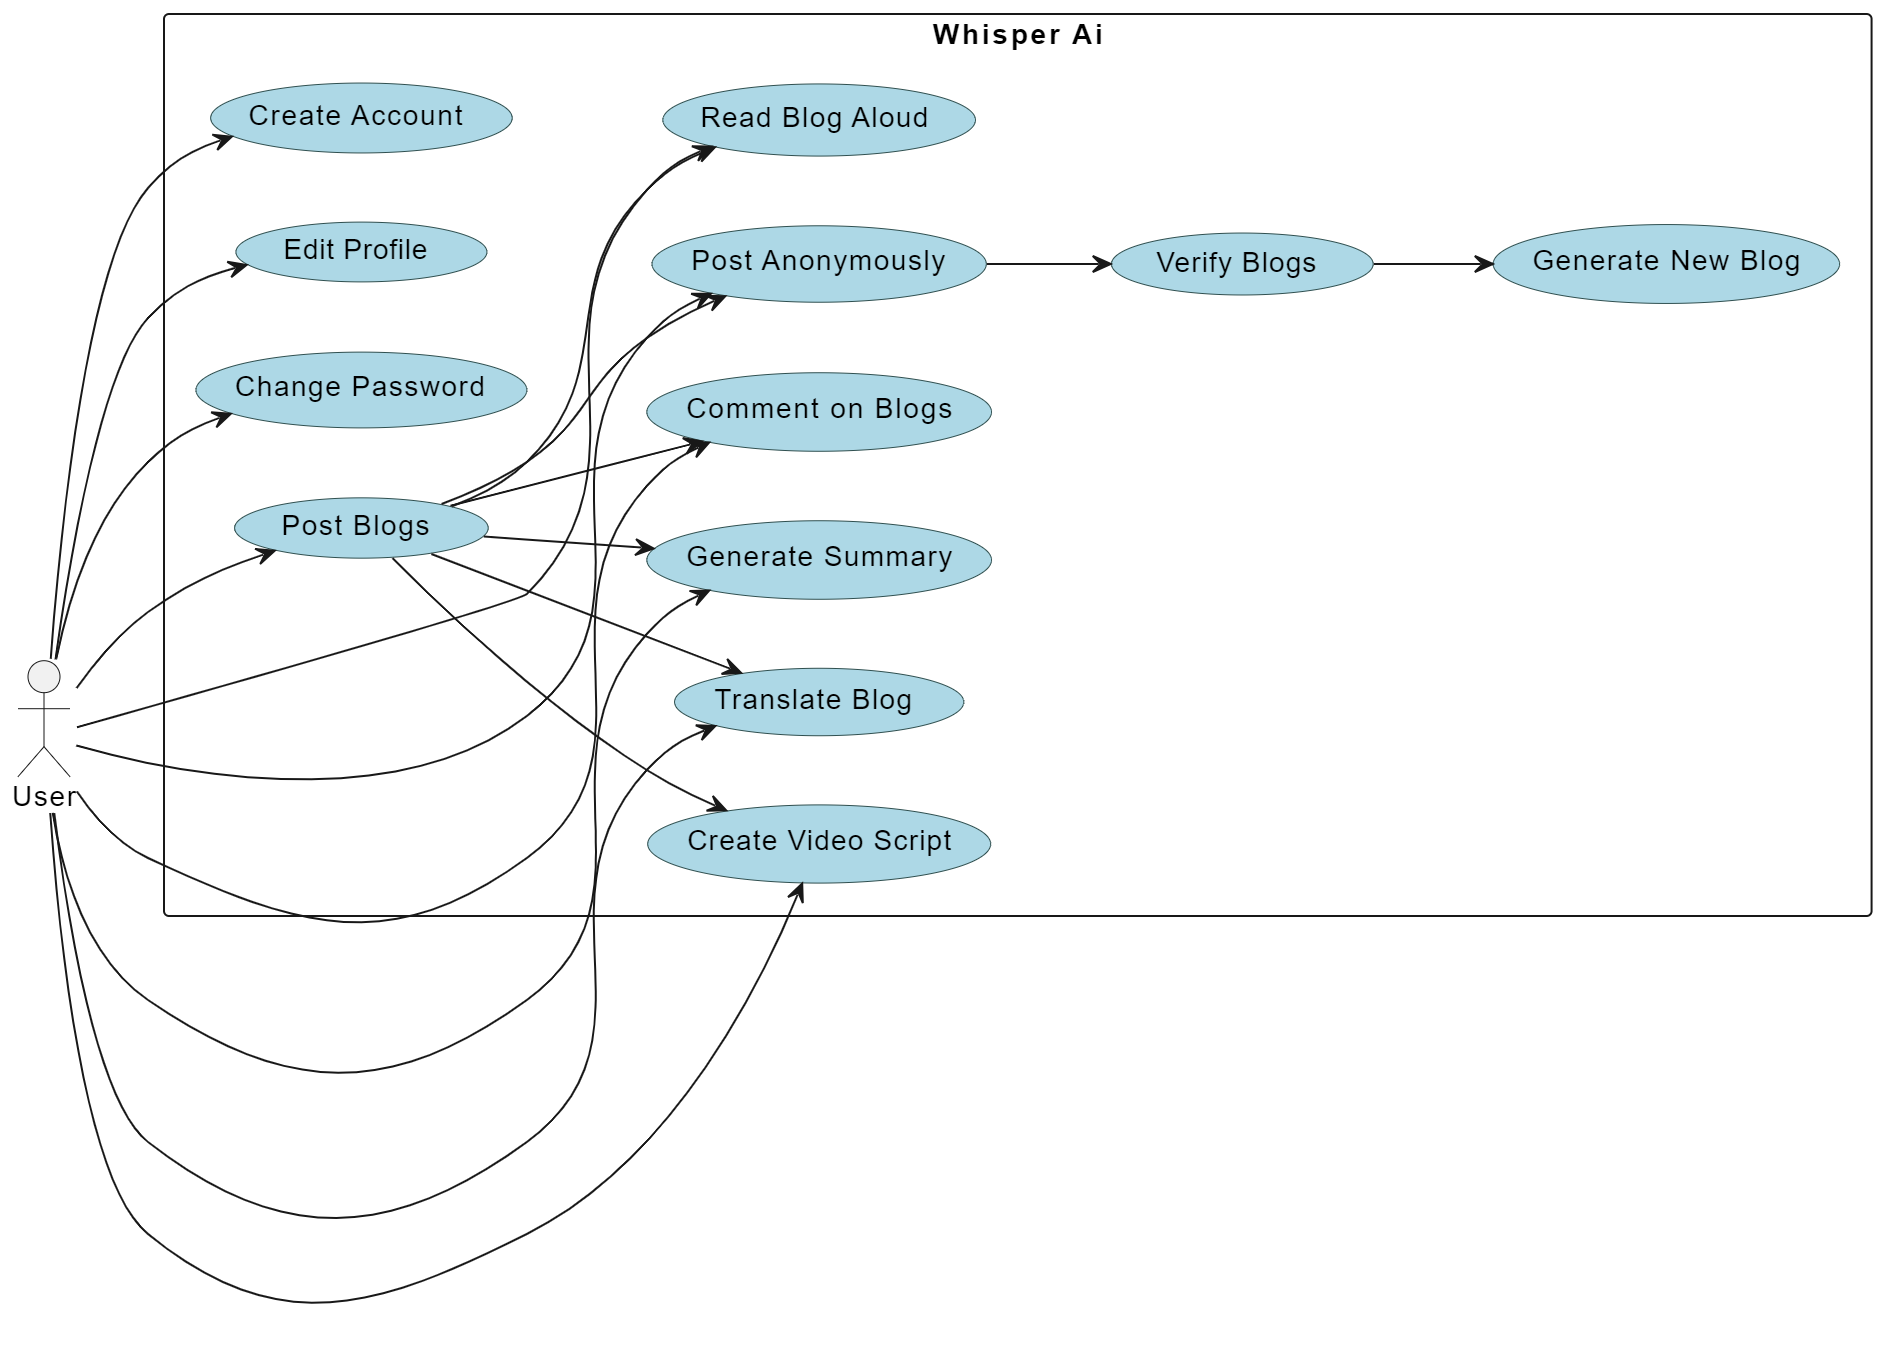 Whisper Ai
Create Account
Read Blog Aloud
Edit Profile
Post Anonymously
Verify Blogs
Generate New Blog
Change Password
Comment on Blogs
Post Blogs
Generate Summary
Translate Blog
User
Create Video Script